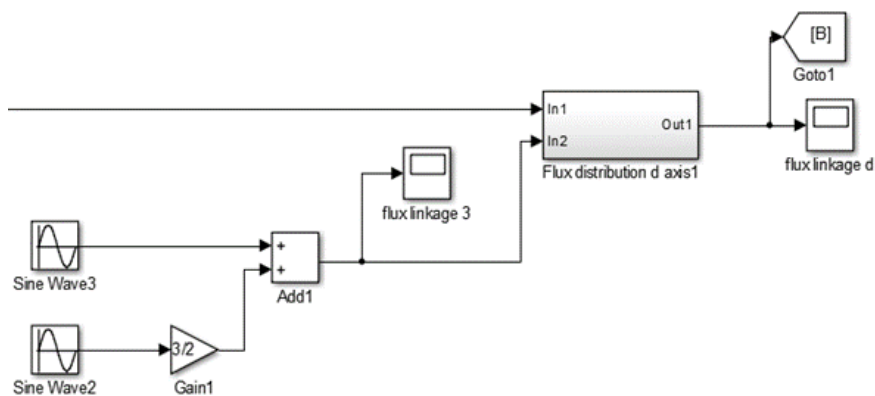 [B]
Goto1
In1
Out1
In2
Flux distribution d axis1
flux linkage d
flux linkage 3
+
+
Sine Wave3
Add1
3/2
Sine Wave2
Gain1